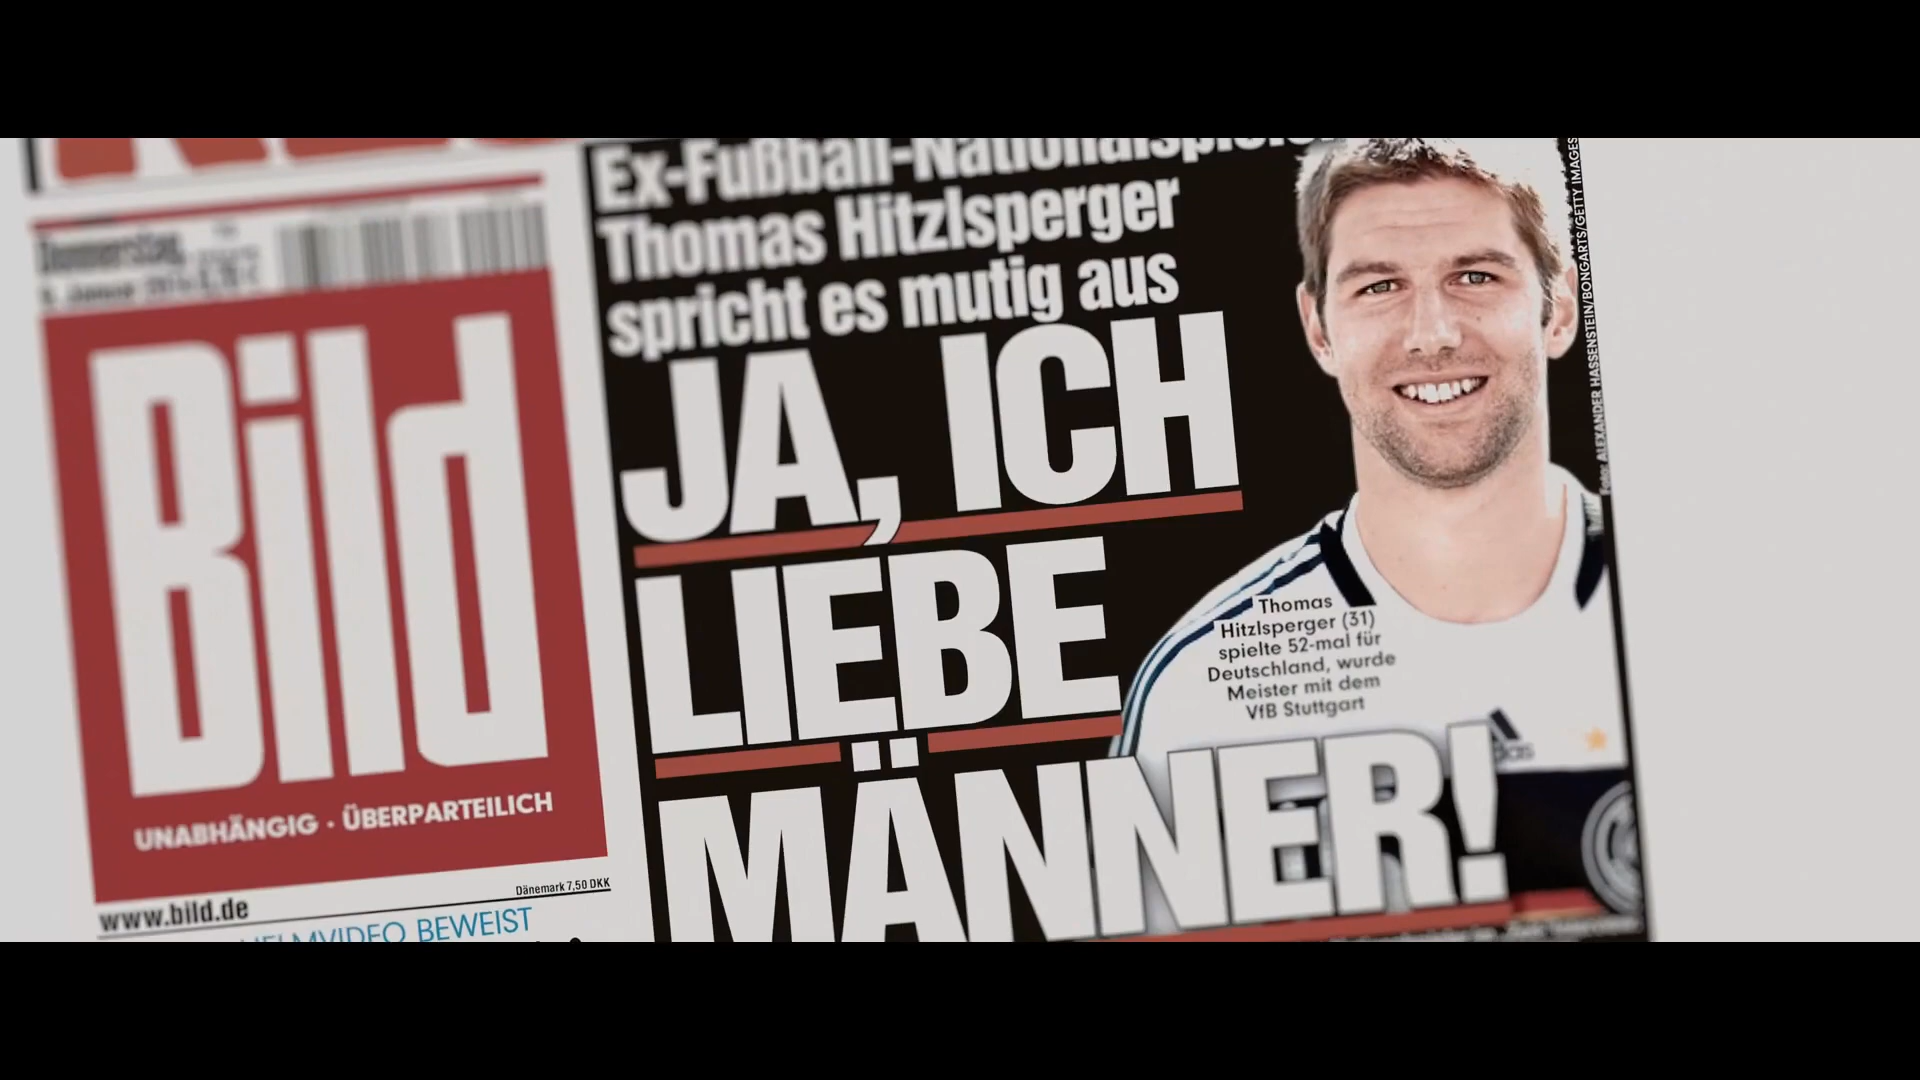 Donnerstag,
Bild
UNABHÄNGIG · ÜBERPARTEILICH
www.bild.de
Dänemark 7,50 DKK
BEWEIST
Ex-Fußball-Nationalspieler
Thomas Hitzlsperger
spricht es mutig aus
JA, ICH
LIEBE
MÄNNER!
Thomas
Hitzlsperger (31)
spielte 52-mal für
Deutschland, wurde
Meister mit dem
VfB Stuttgart
Foto: ALEXANDER HASSENSTEIN/BONGARTS/GETTY IMAGES